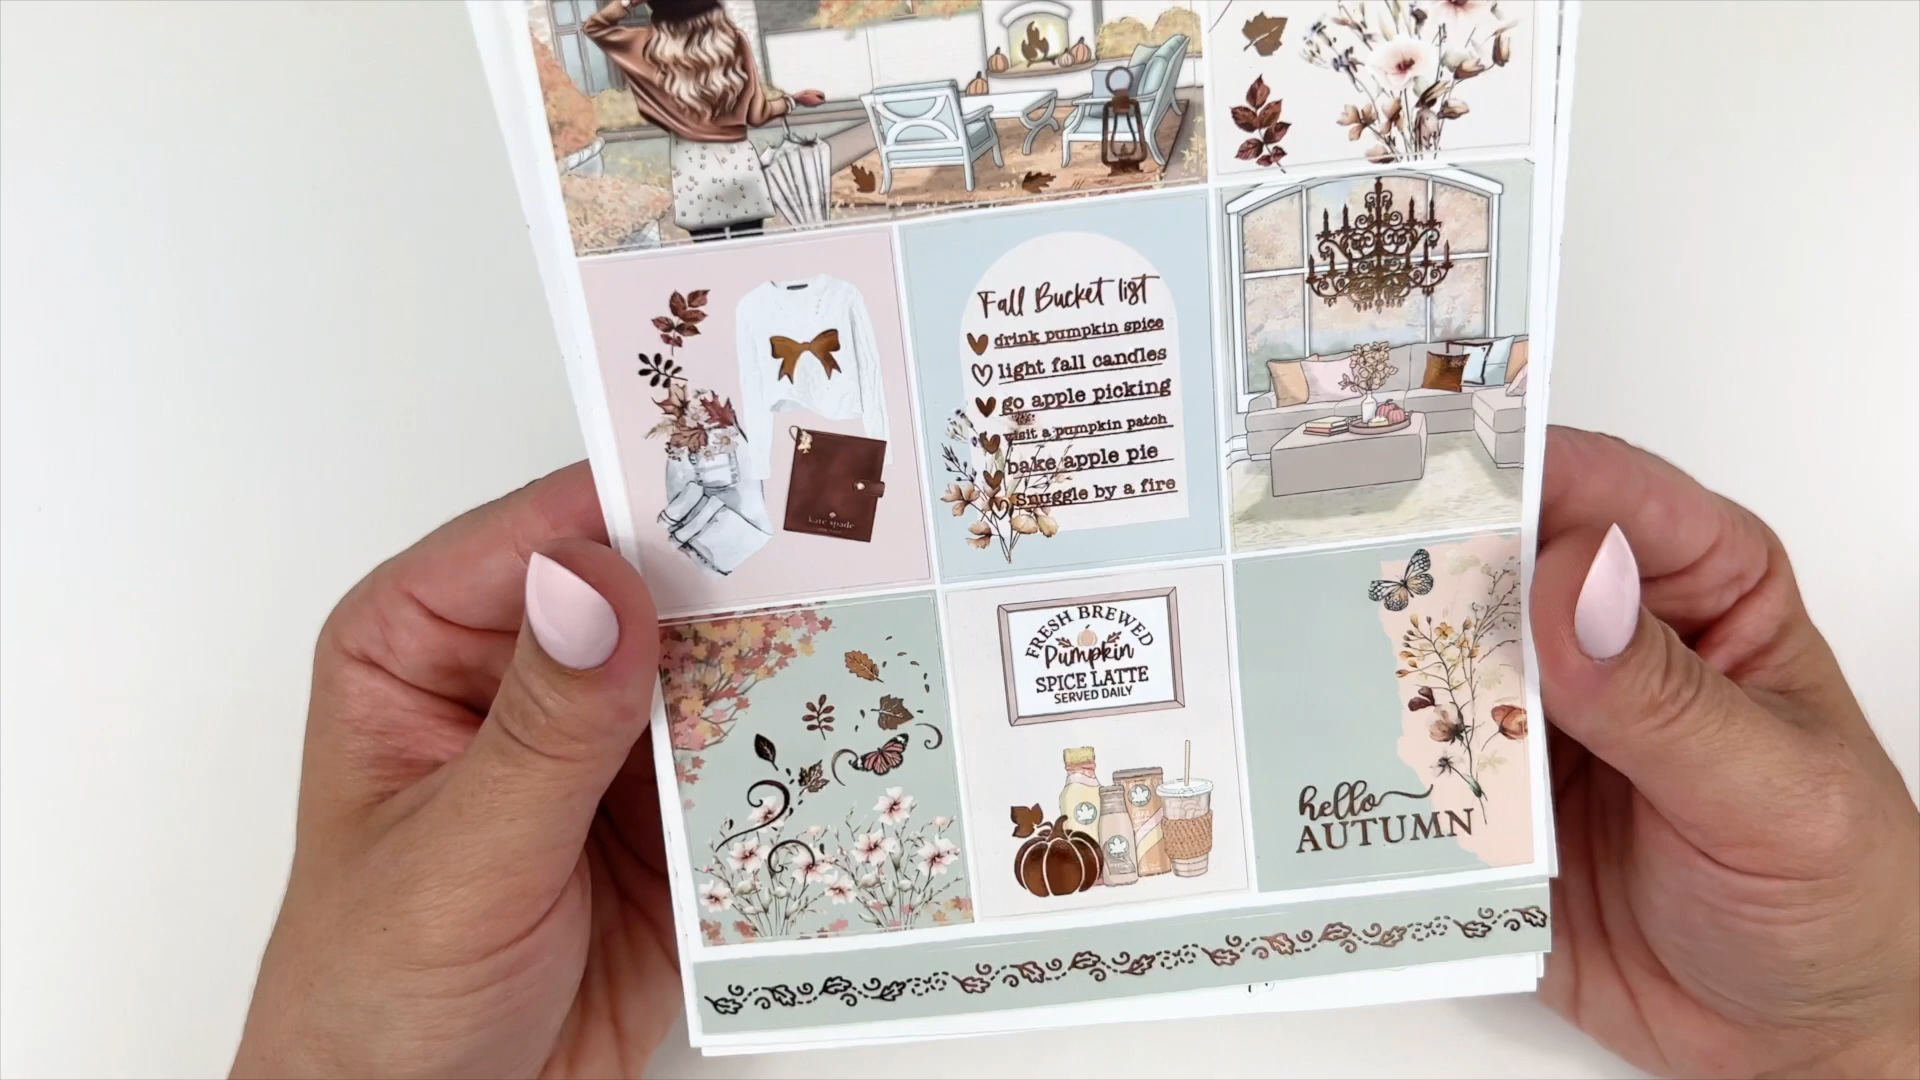 Fall Bucket list
drink pumpkin spice
light fall candles
go apple picking
visit a pumpkin patch
bake apple pie
snuggle by a fire
kate spade
FRESH BREWED
Pumpkin
SPICE LATTE
SERVED DAILY
hello
AUTUMN